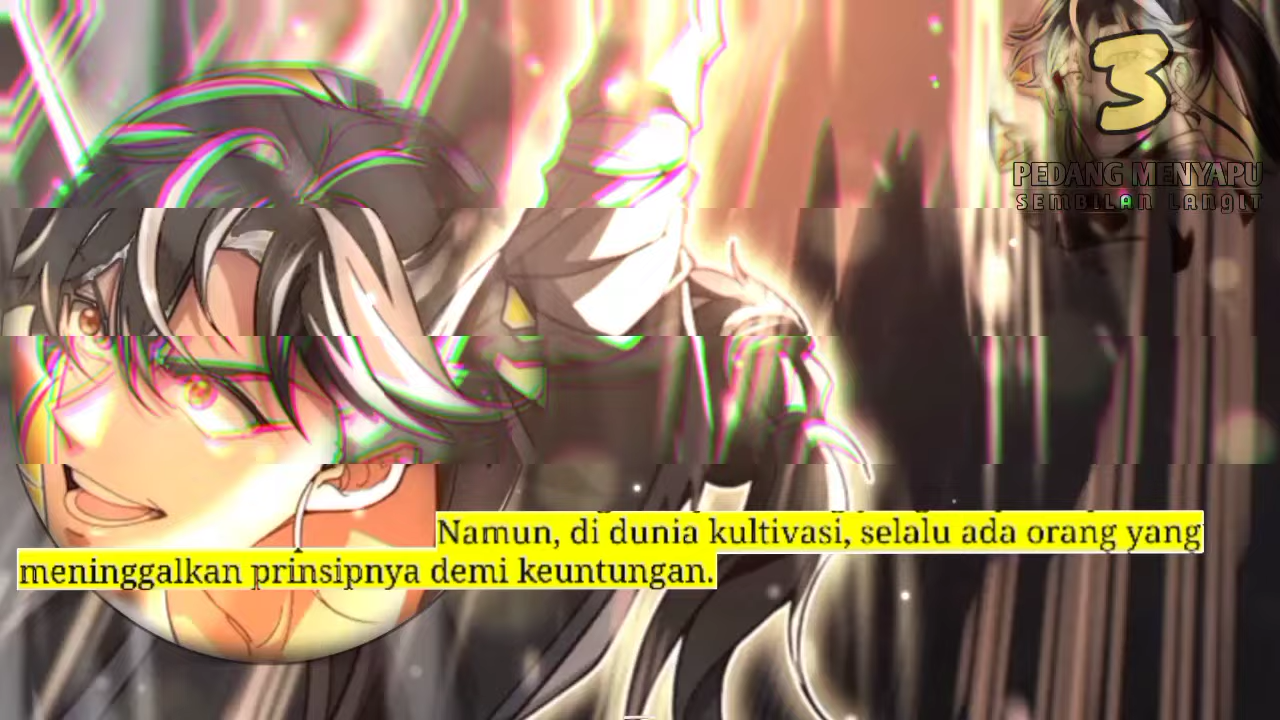 3
PEDANG MENYAPU
SEMBILAN LANGIT
Namun, di dunia kultivasi, selalu ada orang yang
meninggalkan prinsipnya demi keuntungan.